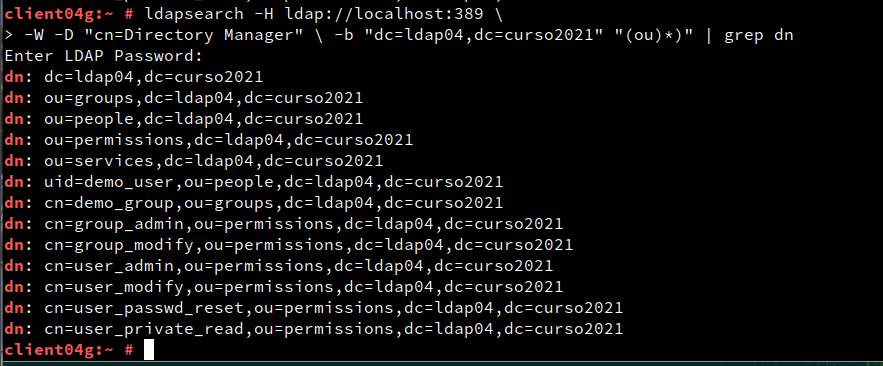 client04g:~ # ldapsearch -H ldap://localhost:389 \
> -W -D "cn=Directory Manager" \ -b "dc=ldap04,dc=curso2021" "(ou)*)" | grep dn
Enter LDAP Password:
dn: dc=ldap04,dc=curso2021
dn: ou=groups,dc=ldap04,dc=curso2021
dn: ou=people,dc=ldap04,dc=curso2021
dn: ou=permissions,dc=ldap04,dc=curso2021
dn: ou=services,dc=ldap04,dc=curso2021
dn: uid=demo_user,ou=people,dc=ldap04,dc=curso2021
dn: cn=demo_group,ou=groups,dc=ldap04,dc=curso2021
dn: cn=group_admin,ou=permissions,dc=ldap04,dc=curso2021
dn: cn=group_modify,ou=permissions,dc=ldap04,dc=curso2021
dn: cn=user_admin,ou=permissions,dc=ldap04,dc=curso2021
dn: cn=user_modify,ou=permissions,dc=ldap04,dc=curso2021
dn: cn=user_passwd_reset,ou=permissions,dc=ldap04,dc=curso2021
dn: cn=user_private_read,ou=permissions,dc=ldap04,dc=curso2021
client04g:~ #